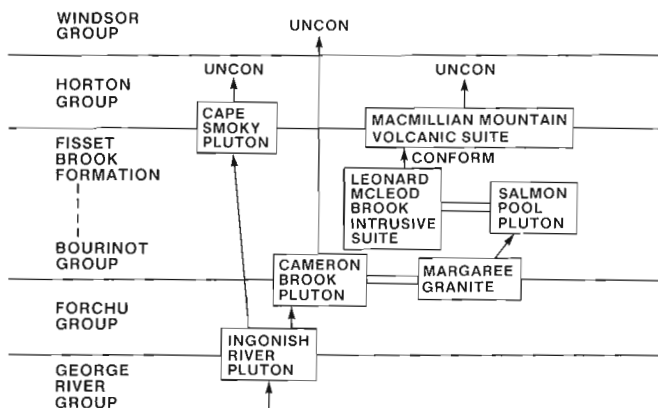 WINDSOR
GROUP
UNCON
HORTON
GROUP
UNCON
UNCON
CAPE
SMOKY
PLUTON
MACMILLIAN MOUNTAIN
VOLCANIC SUITE
FISSET
BROOK
FORMATION
BOURINOT
GROUP
CONFORM
LEONARD
MCLEOD
BROOK
INTRUSIVE
SUITE
SALMON
POOL
PLUTON
CAMERON
BROOK
PLUTON
MARGAREE
GRANITE
FORCHU
GROUP
INGONISH
RIVER
PLUTON
GEORGE
RIVER
GROUP